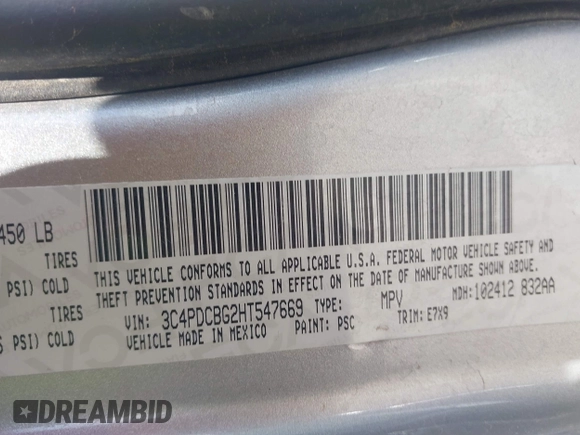 450 LB
TIRES
PSI) COLD
TIRES
PSI) COLD
THIS VEHICLE CONFORMS TO ALL APPLICABLE U.S.A. FEDERAL MOTOR VEHICLE SAFETY AND
THEFT PREVENTION STANDARDS IN EFFECT ON THE DATE OF MANUFACTURE SHOWN ABOVE.
VIN: 3C4PDCBG2HT547669 TYPE: MPV MDH:102412 832AA
VEHICLE MADE IN MEXICO PAINT: PSC TRIM: E7X9
DREAMBID